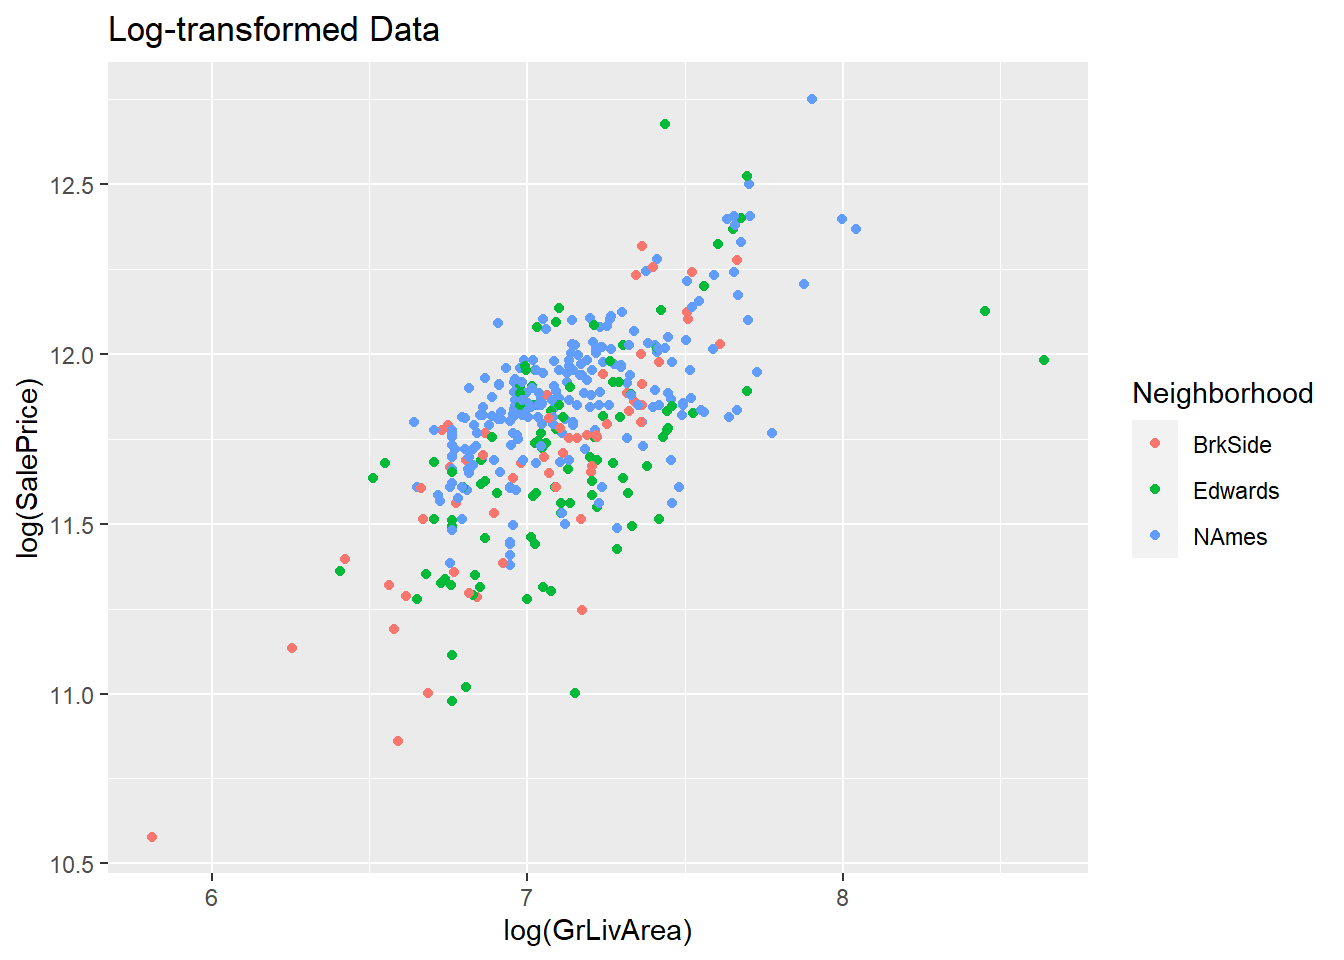 Log-transformed Data
12.5
12.0
11.5
11.0
10.5
log(SalePrice)
6
7
8
log(GrLivArea)
Neighborhood
BrkSide
Edwards
NAmes